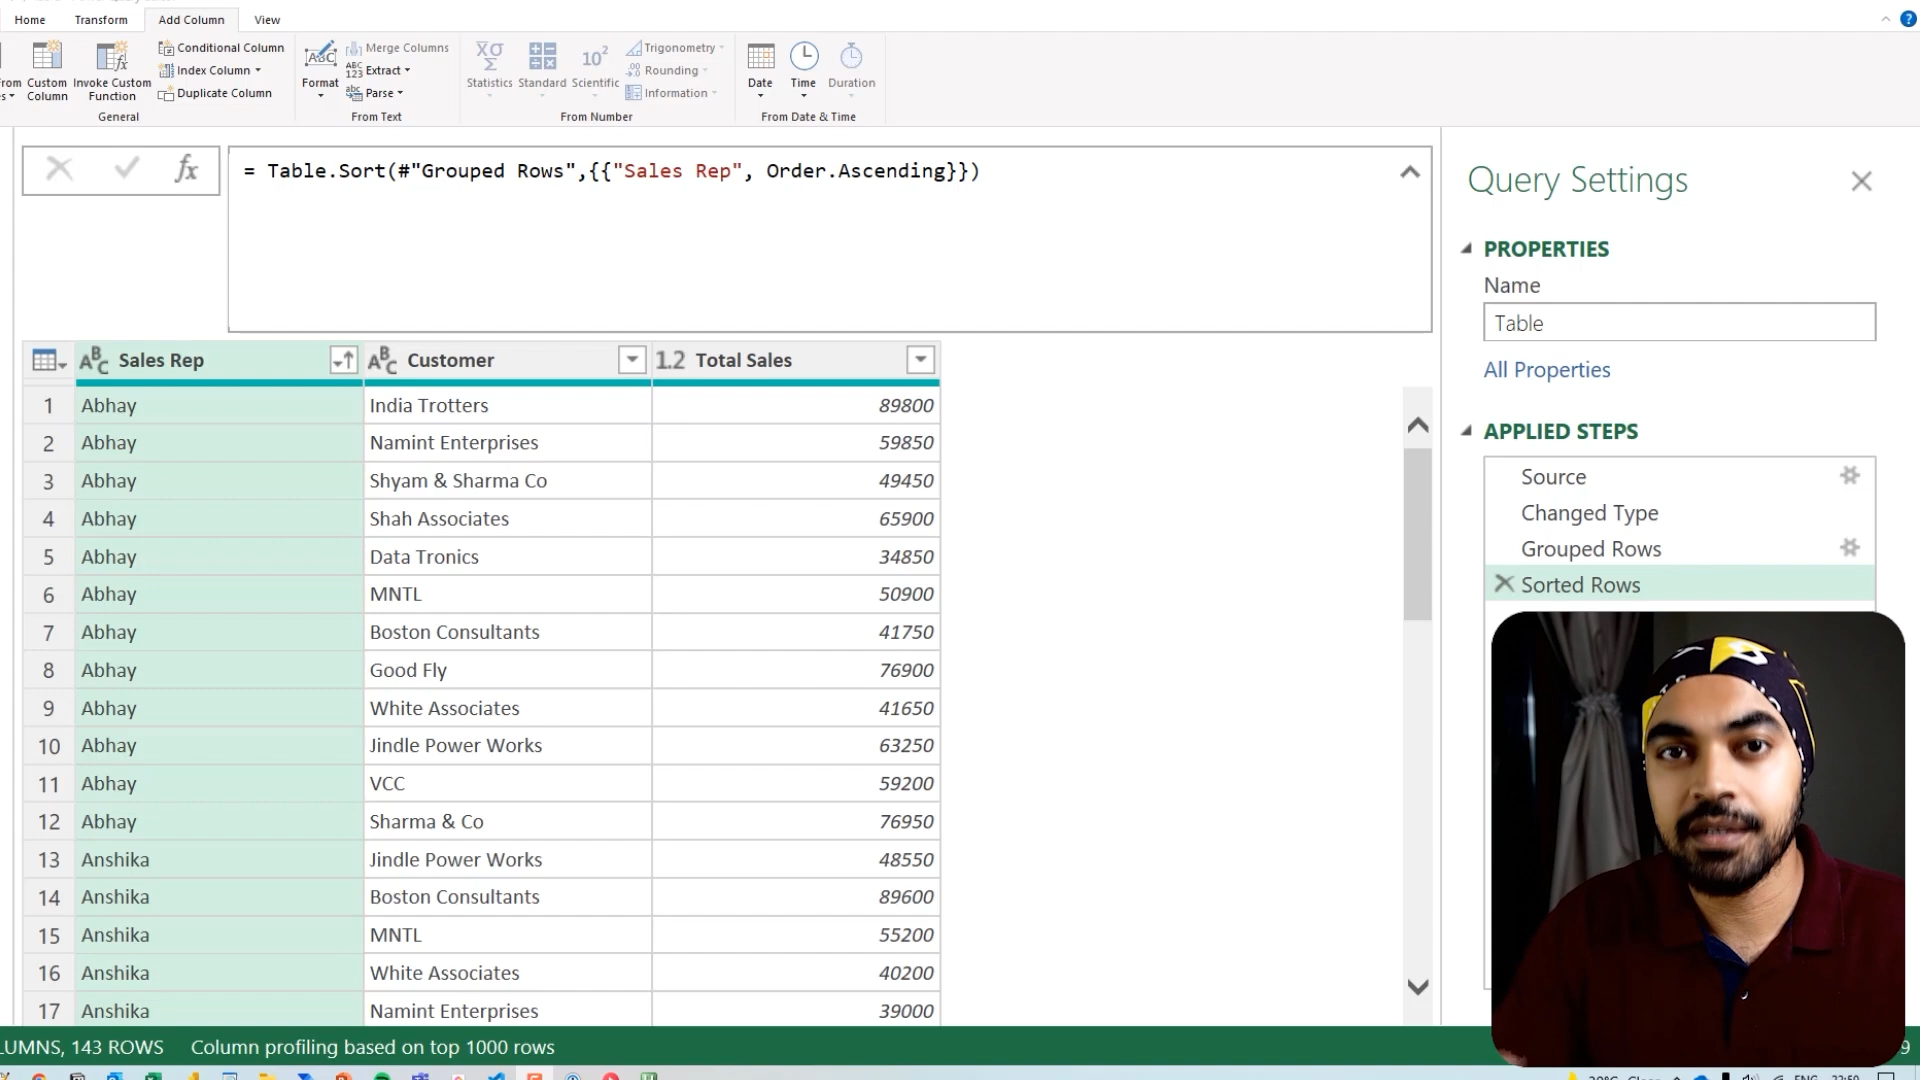 Home Transform Add Column View
Custom Column
Invoke Custom Function
Conditional Column
Index Column
Duplicate Column
General
Format
Merge Columns
Extract
Parse
From Text
Statistics
Standard
Scientific
Trigonometry
Rounding
Information
From Number
Date
Time
Duration
From Date & Time
= Table.Sort(#"Grouped Rows",{{"Sales Rep", Order.Ascending}})
Sales Rep Customer 1.2 Total Sales
1 Abhay India Trotters 89800
2 Abhay Namint Enterprises 59850
3 Abhay Shyam & Sharma Co 49450
4 Abhay Shah Associates 65900
5 Abhay Data Tronics 34850
6 Abhay MNTL 50900
7 Abhay Boston Consultants 41750
8 Abhay Good Fly 76900
9 Abhay White Associates 41650
10 Abhay Jindle Power Works 63250
11 Abhay VCC 59200
12 Abhay Sharma & Co 76950
13 Anshika Jindle Power Works 48550
14 Anshika Boston Consultants 89600
15 Anshika MNTL 55200
16 Anshika White Associates 40200
17 Anshika Namint Enterprises 39000
Query Settings
PROPERTIES
Name
Table
All Properties
APPLIED STEPS
Source
Changed Type
Grouped Rows
Sorted Rows
LUMNS, 143 ROWS Column profiling based on top 1000 rows